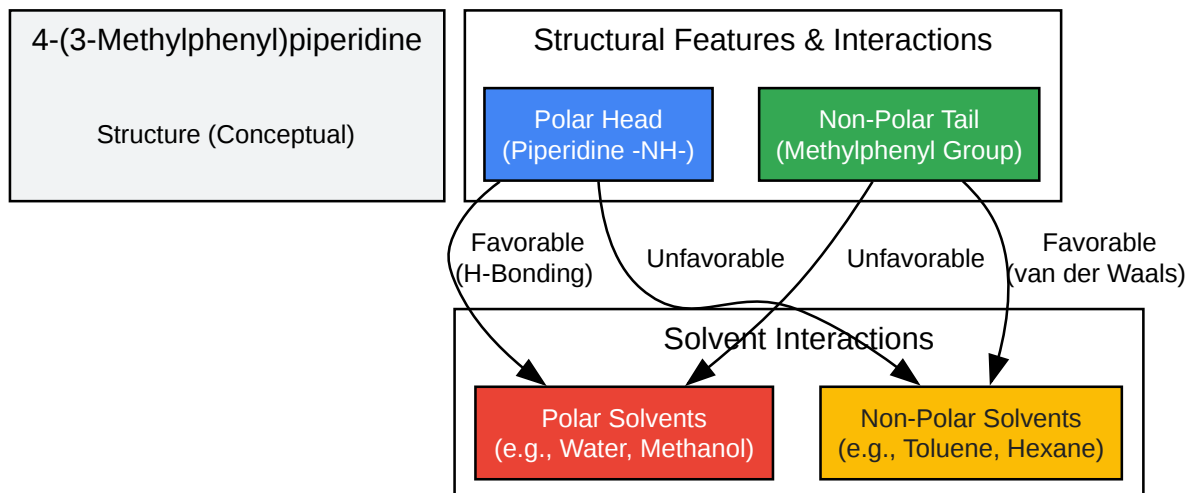 4-(3-Methylphenyl)piperidine
Structure (Conceptual)
Structural Features & Interactions
Polar Head
(Piperidine -NH-)
Non-Polar Tail
(Methylphenyl Group)
Favorable
(H-Bonding)
Unfavorable
Unfavorable
Favorable
(van der Waals)
Solvent Interactions
Polar Solvents
(e.g., Water, Methanol)
Non-Polar Solvents
(e.g., Toluene, Hexane)